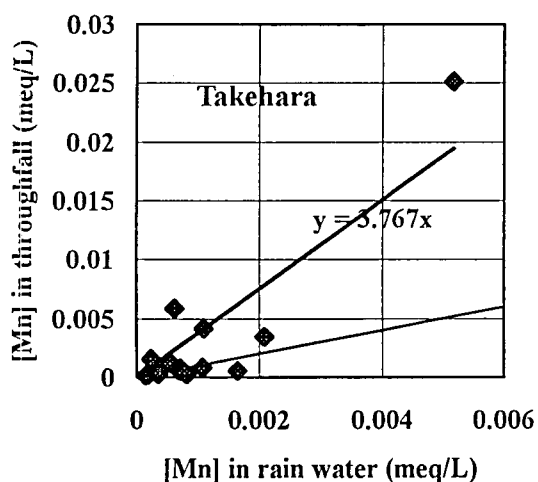 0.03
0.025
Takehara
0.02
0.015
y = 3.767x
0.01
0.005
0
0
0.002
0.004
0.006
[Mn] in throughfall (meq/L)
[Mn] in rain water (meq/L)